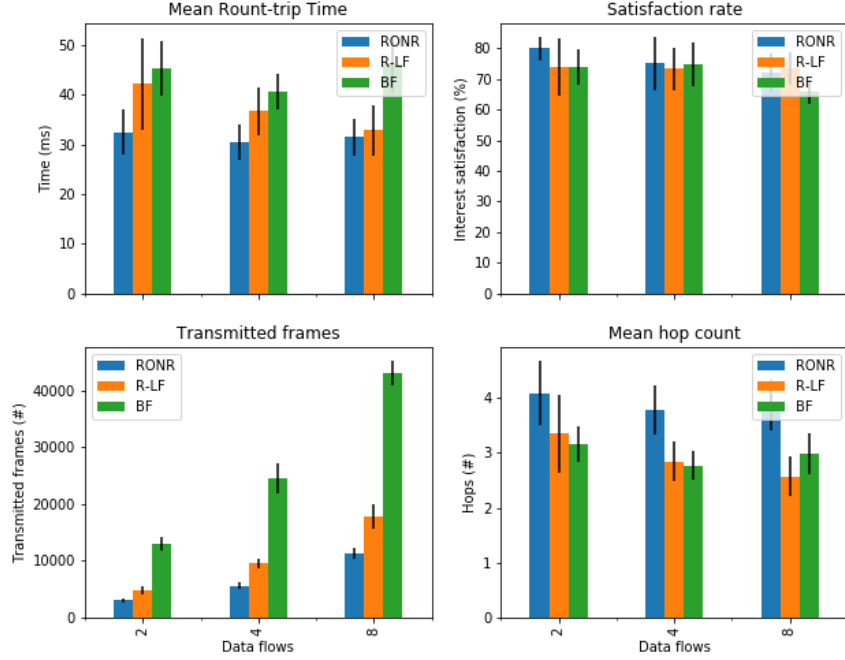 Mean Rount-trip Time
Time (ms)
50
40
30
20
10
0
RONR
R-LF
BF
Satisfaction rate
Interest satisfaction (%)
80
70
60
50
40
30
20
10
0
RONR
R-LF
BF
Transmitted frames
Transmitted frames (#)
40000
30000
20000
10000
0
RONR
R-LF
BF
2
4
8
Data flows
Mean hop count
Hops (#)
4
3
2
1
0
RONR
R-LF
BF
2
4
8
Data flows